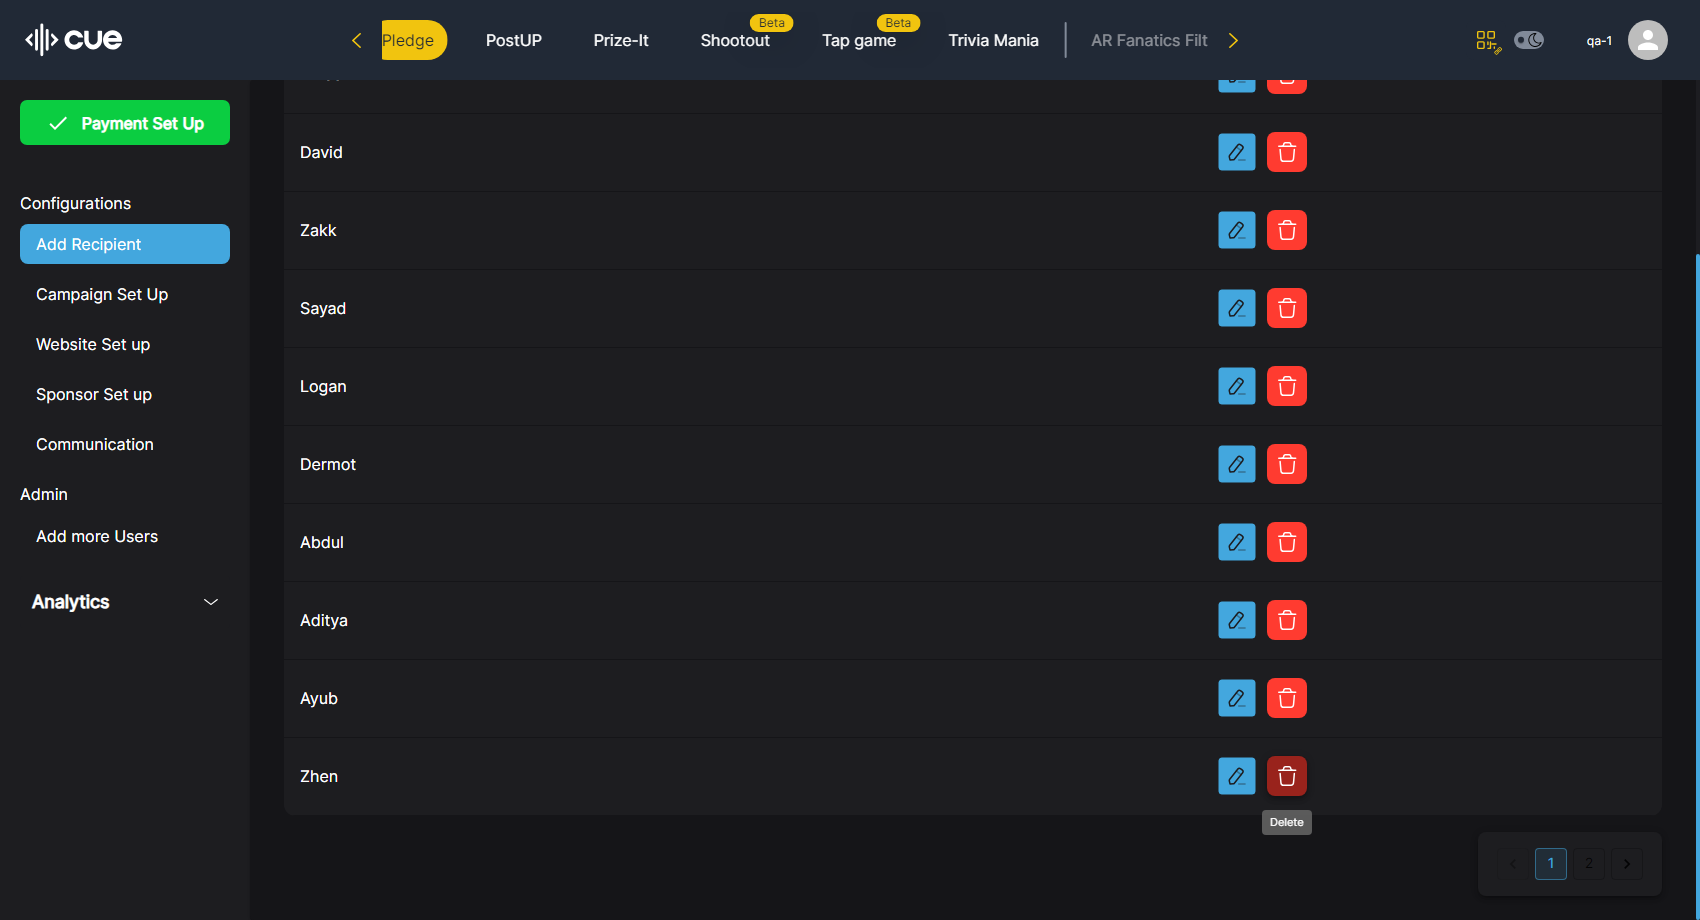 cue
Pledge
PostUP
Prize-It
Shootout
Beta
Tap game
Beta
Trivia Mania
AR Fanatics Filt
qa-1
Payment Set Up
Configurations
Add Recipient
Campaign Set Up
Website Set up
Sponsor Set up
Communication
Admin
Add more Users
Analytics
David
Zakk
Sayad
Logan
Dermot
Abdul
Aditya
Ayub
Zhen
Delete
1
2